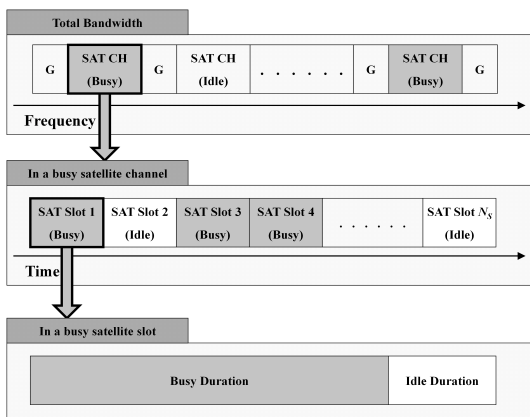 Total Bandwidth
G SAT CH (Busy) G SAT CH (Idle) . . . . . . G SAT CH (Busy) G
Frequency
In a busy satellite channel
SAT Slot 1 (Busy) SAT Slot 2 (Idle) SAT Slot 3 (Busy) SAT Slot 4 (Busy) . . . . . . SAT Slot N_S (Idle)
Time
In a busy satellite slot
Busy Duration Idle Duration